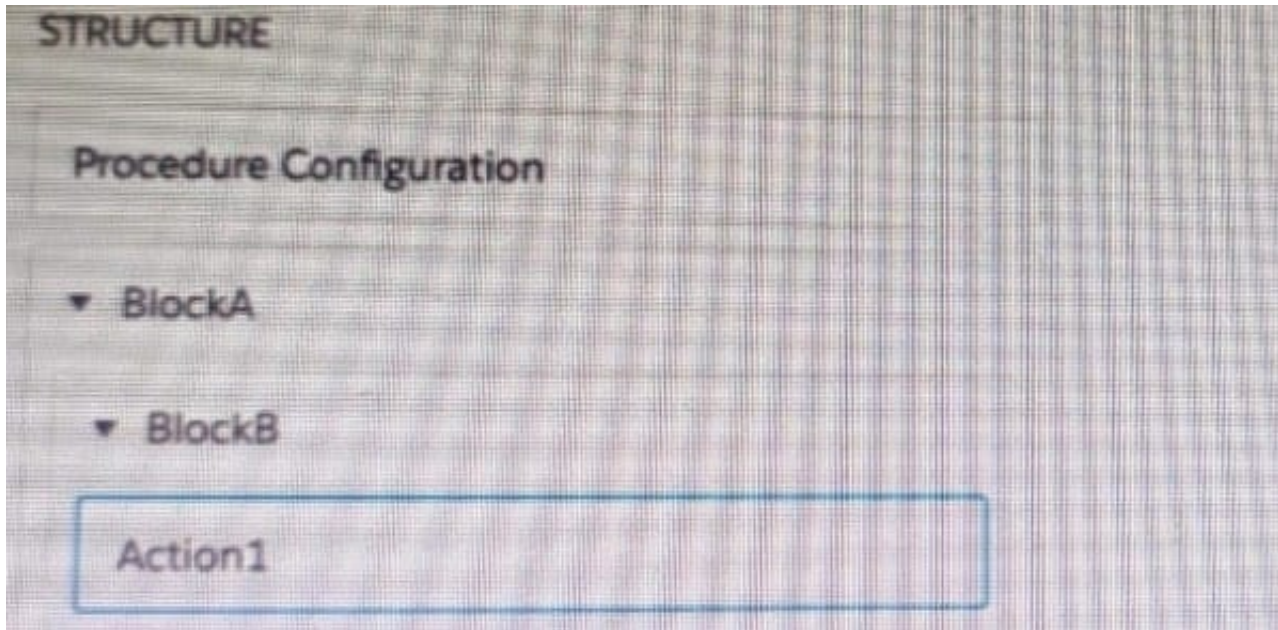 STRUCTURE
Procedure Configuration
BlockA
BlockB
Action1